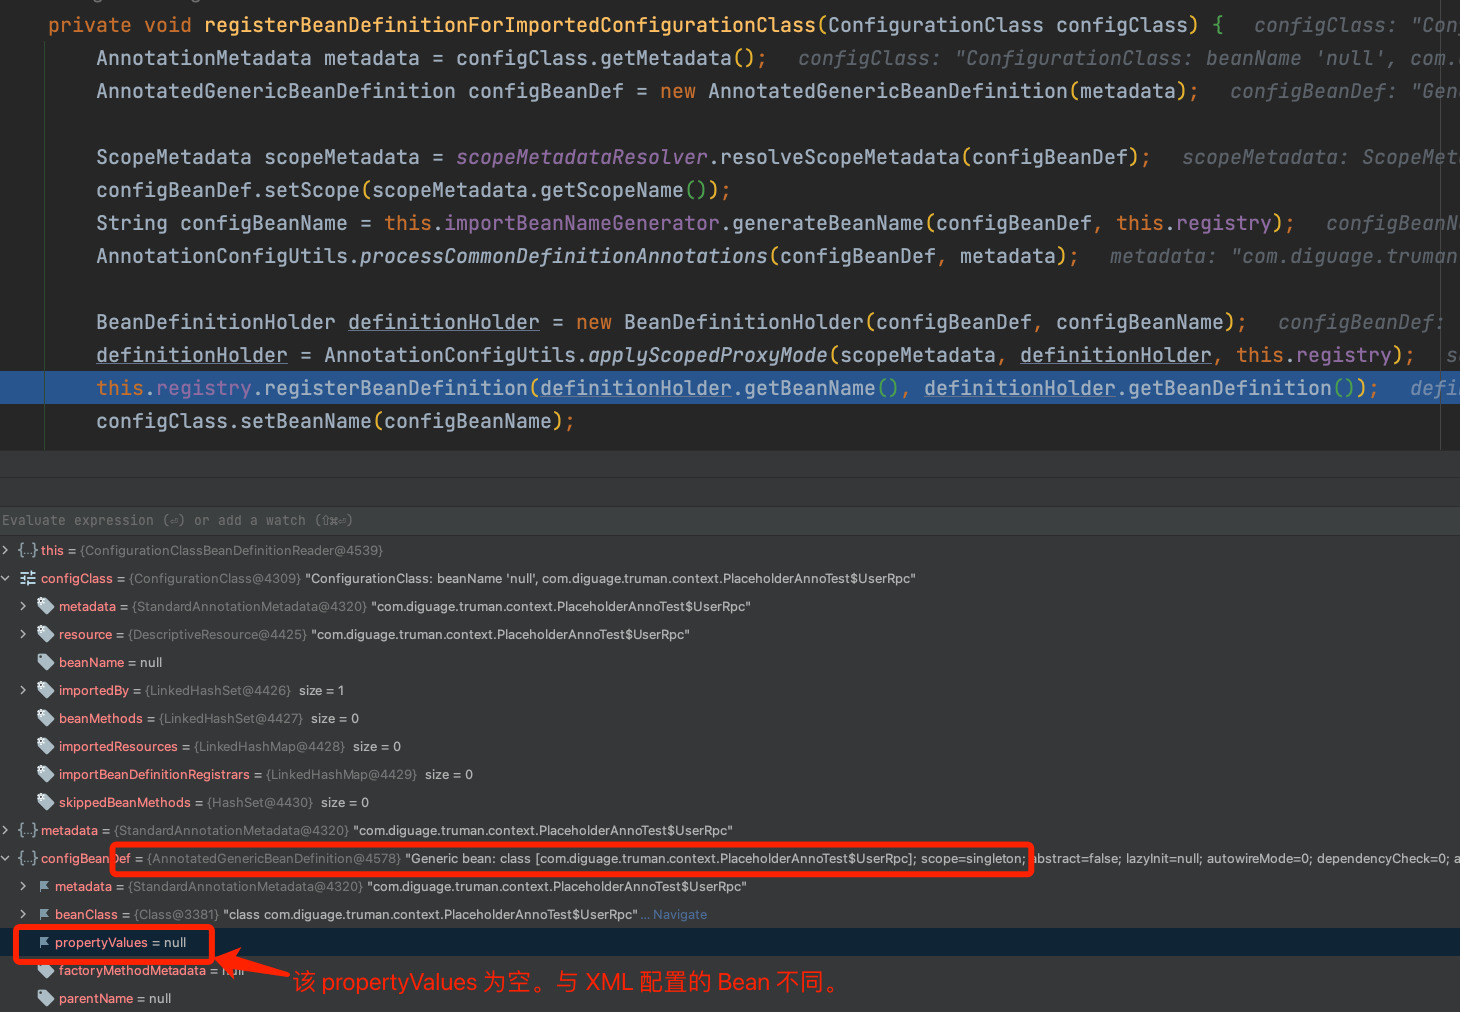 private void registerBeanDefinitionForImportedConfigurationClass(ConfigurationClass configClass) { configClass: "Con
AnnotationMetadata metadata = configClass.getMetadata(); configClass: "ConfigurationClass: beanName 'null', com.
AnnotatedGenericBeanDefinition configBeanDef = new AnnotatedGenericBeanDefinition(metadata); configBeanDef: "Gen
ScopeMetadata scopeMetadata = scopeMetadataResolver.resolveScopeMetadata(configBeanDef); scopeMetadata: ScopeMet
configBeanDef.setScope(scopeMetadata.getScopeName());
String configBeanName = this.importBeanNameGenerator.generateBeanName(configBeanDef, this.registry); configBeanN
AnnotationConfigUtils.processCommonDefinitionAnnotations(configBeanDef, metadata); metadata: "com.diguage.truman
BeanDefinitionHolder definitionHolder = new BeanDefinitionHolder(configBeanDef, configBeanName); configBeanDef:
definitionHolder = AnnotationConfigUtils.applyScopedProxyMode(scopeMetadata, definitionHolder, this.registry); s
this.registry.registerBeanDefinition(definitionHolder.getBeanName(), definitionHolder.getBeanDefinition()); defi
configClass.setBeanName(configBeanName);
Evaluate expression (⏎) or add a watch (⇧⌘⏎)
{..} this = {ConfigurationClassBeanDefinitionReader@4539}
configClass = {ConfigurationClass@4309} "ConfigurationClass: beanName 'null', com.diguage.truman.context.PlaceholderAnnoTest$UserRpc"
metadata = {StandardAnnotationMetadata@4320} "com.diguage.truman.context.PlaceholderAnnoTest$UserRpc"
resource = {DescriptiveResource@4425} "com.diguage.truman.context.PlaceholderAnnoTest$UserRpc"
beanName = null
importedBy = {LinkedHashSet@4426} size = 1
beanMethods = {LinkedHashSet@4427} size = 0
importedResources = {LinkedHashMap@4428} size = 0
importBeanDefinitionRegistrars = {LinkedHashMap@4429} size = 0
skippedBeanMethods = {HashSet@4430} size = 0
{..} metadata = {StandardAnnotationMetadata@4320} "com.diguage.truman.context.PlaceholderAnnoTest$UserRpc"
{..} configBeanDef = {AnnotatedGenericBeanDefinition@4578} "Generic bean: class [com.diguage.truman.context.PlaceholderAnnoTest$UserRpc]; scope=singleton; abstract=false; lazyInit=null; autowireMode=0; dependencyCheck=0; a
metadata = {StandardAnnotationMetadata@4320} "com.diguage.truman.context.PlaceholderAnnoTest$UserRpc"
beanClass = {Class@3381} "class com.diguage.truman.context.PlaceholderAnnoTest$UserRpc" ... Navigate
propertyValues = null
factoryMethodMetadata = null
该 propertyValues 为空。与 XML 配置的 Bean 不同。
parentName = null